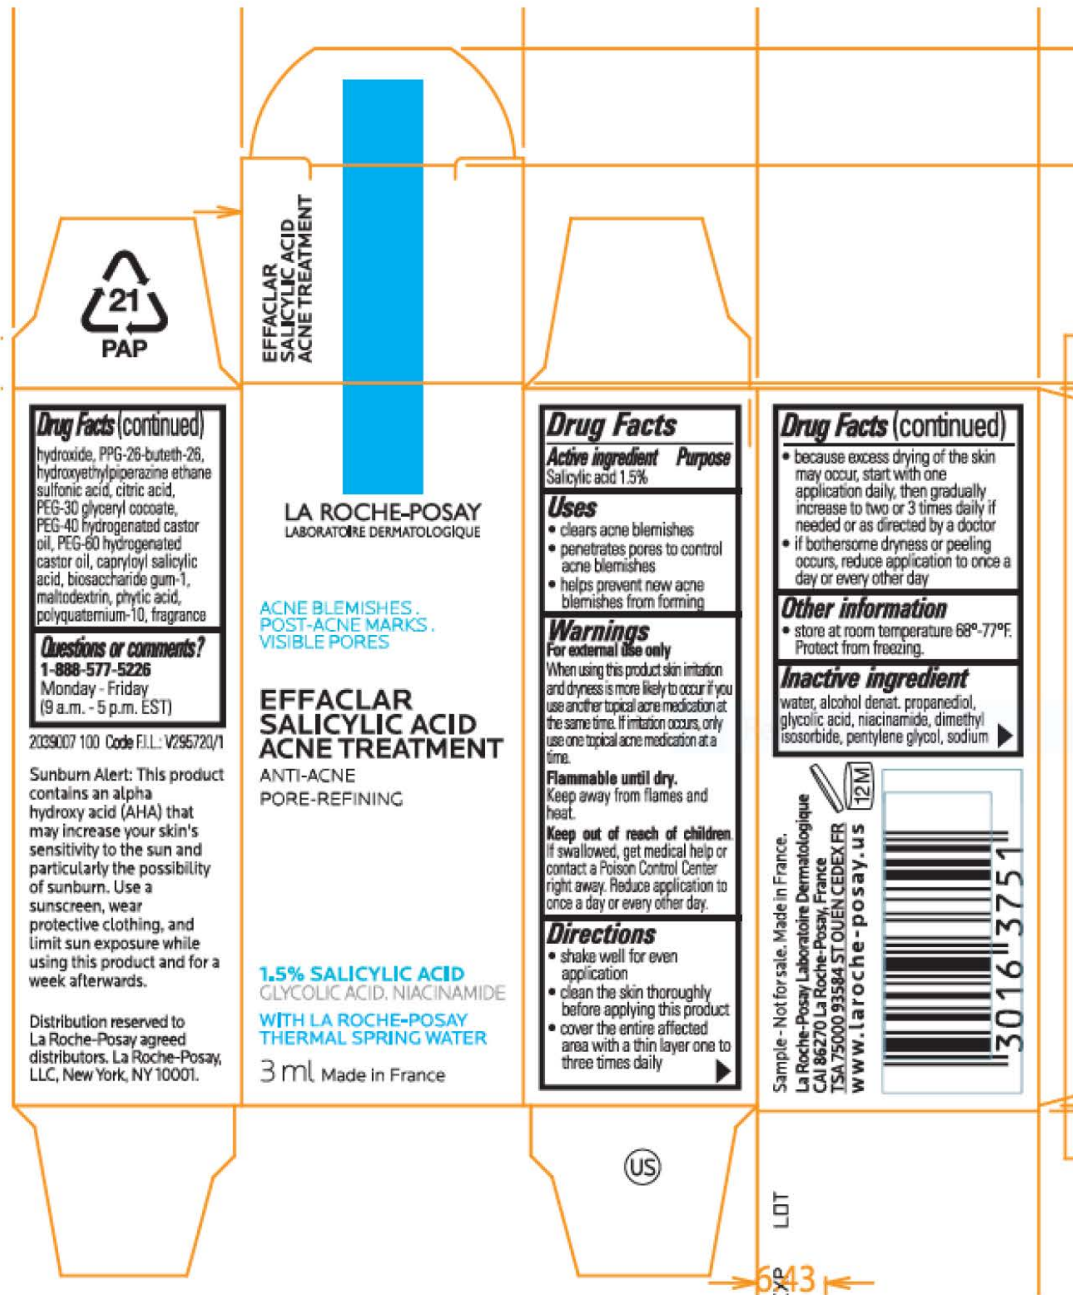 EFFACLAR
SALICYLIC ACID
ACNE TREATMENT
21
PAP
LA ROCHE-POSAY
LABORATOIRE DERMATOLOGIQUE
ACNE BLEMISHES .
POST-ACNE MARKS .
VISIBLE PORES
EFFACLAR
SALICYLIC ACID
ACNE TREATMENT
ANTI-ACNE
PORE-REFINING
1.5% SALICYLIC ACID
GLYCOLIC ACID. NIACINAMIDE
WITH LA ROCHE-POSAY
THERMAL SPRING WATER
3 ml Made in France
Drug Facts
Active ingredient Purpose
Salicylic acid 1.5%
Uses
• clears acne blemishes
• penetrates pores to control
acne blemishes
• helps prevent new acne
blemishes from forming
Warnings
For external use only
When using this product skin irritation
and dryness is more likely to occur if you
use another topical acne medication at
the same time. If irritation occurs, only
use one topical acne medication at a
time.
Flammable until dry.
Keep away from flames and
heat.
Keep out of reach of children.
If swallowed, get medical help or
contact a Poison Control Center
right away. Reduce application to
once a day or every other day.
Directions
• shake well for even
application
• clean the skin thoroughly
before applying this product
• cover the entire affected
area with a thin layer one to
three times daily
Drug Facts (continued)
• because excess drying of the skin
may occur, start with one
application daily, then gradually
increase to two or 3 times daily if
needed or as directed by a doctor
• if bothersome dryness or peeling
occurs, reduce application to once a
day or every other day
Other information
• store at room temperature 68º-77ºF.
Protect from freezing.
Inactive ingredient
water, alcohol denat. propanediol,
glycolic acid, niacinamide, dimethyl
isosorbide, pentylene glycol, sodium
Drug Facts (continued)
hydroxide, PPG-26-buteth-26,
hydroxyethylpiperazine ethane
sulfonic acid, citric acid,
PEG-30 glyceryl cocoate,
PEG-40 hydrogenated castor
oil, PEG-60 hydrogenated
castor oil, capryloyl salicylic
acid, biosaccharide gum-1,
maltodextrin, phytic acid,
polyquaternium-10, fragrance
Questions or comments?
1-888-577-5226
Monday - Friday
(9 a.m. - 5 p.m. EST)
2039007 100 Code F.I.L.: V295720/1
Sunburn Alert: This product
contains an alpha
hydroxy acid (AHA) that
may increase your skin's
sensitivity to the sun and
particularly the possibility
of sunburn. Use a
sunscreen, wear
protective clothing, and
limit sun exposure while
using this product and for a
week afterwards.
Distribution reserved to
La Roche-Posay agreed
distributors. La Roche-Posay,
LLC, New York, NY 10001.
Sample - Not for sale. Made in France.
La Roche-Posay Laboratoire Dermatologique
CAI 86270 La Roche-Posay, France
TSA 75000 93584 ST OUEN CEDEX FR
www.laroche-posay.us
12M
3016 3751
US
LOT
6,43